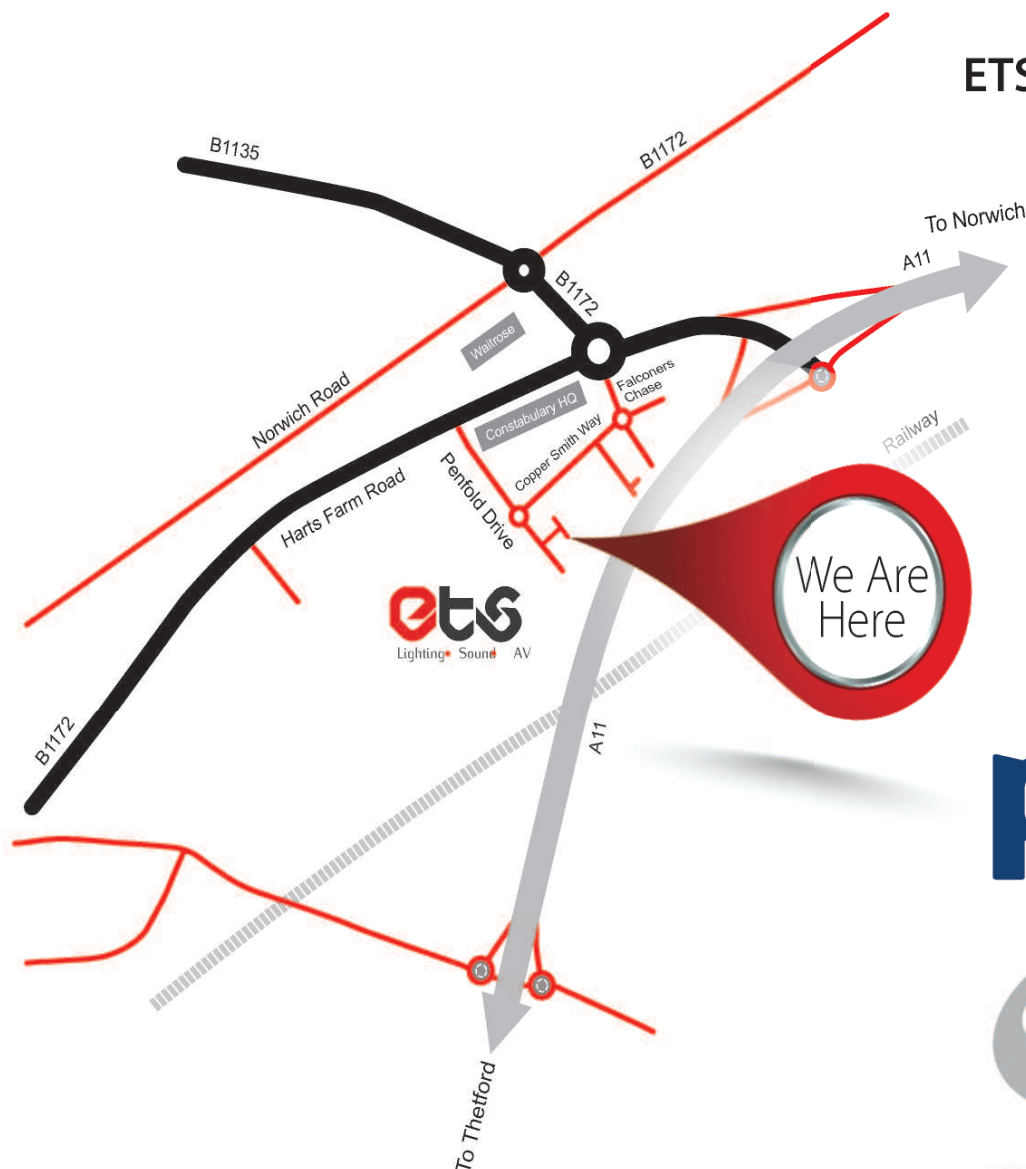 ETS
B1135
B1172
To Norwich
A11
B1172
Waitrose
Falconers
Chase
Norwich Road
Constabulary HQ
Copper Smith Way
Railway
Penfold Drive
Harts Farm Road
We Are
Here
ets
Lighting Sound AV
B1172
A11
To Thetford